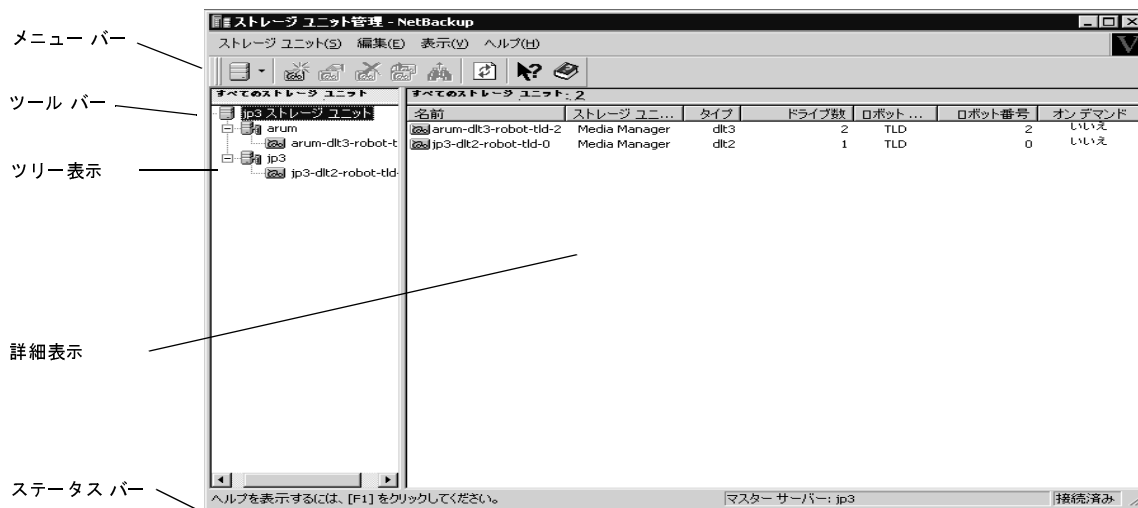 ストレージ ユニット管理 - NetBackup
メニュー バー
ストレージ ユニット(S) 編集(E) 表示(V) ヘルプ(H)
ツール バー
すべてのストレージ ユニット
すべてのストレージ ユニット: 2
jp3 ストレージ ユニット
arum
arum-dlt3-robot-t
jp3
jp3-dlt2-robot-tld-
名前 ストレージ ユニ... タイプ ドライブ数 ロボット ... ロボット番号 オン デマンド
arum-dlt3-robot-tld-2 Media Manager dlt3 2 TLD 2 いいえ
jp3-dlt2-robot-tld-0 Media Manager dlt2 1 TLD 0 いいえ
ツリー表示
詳細表示
ステータス バー
ヘルプを表示するには、[F1] をクリックしてください。 マスター サーバー: jp3 接続済み